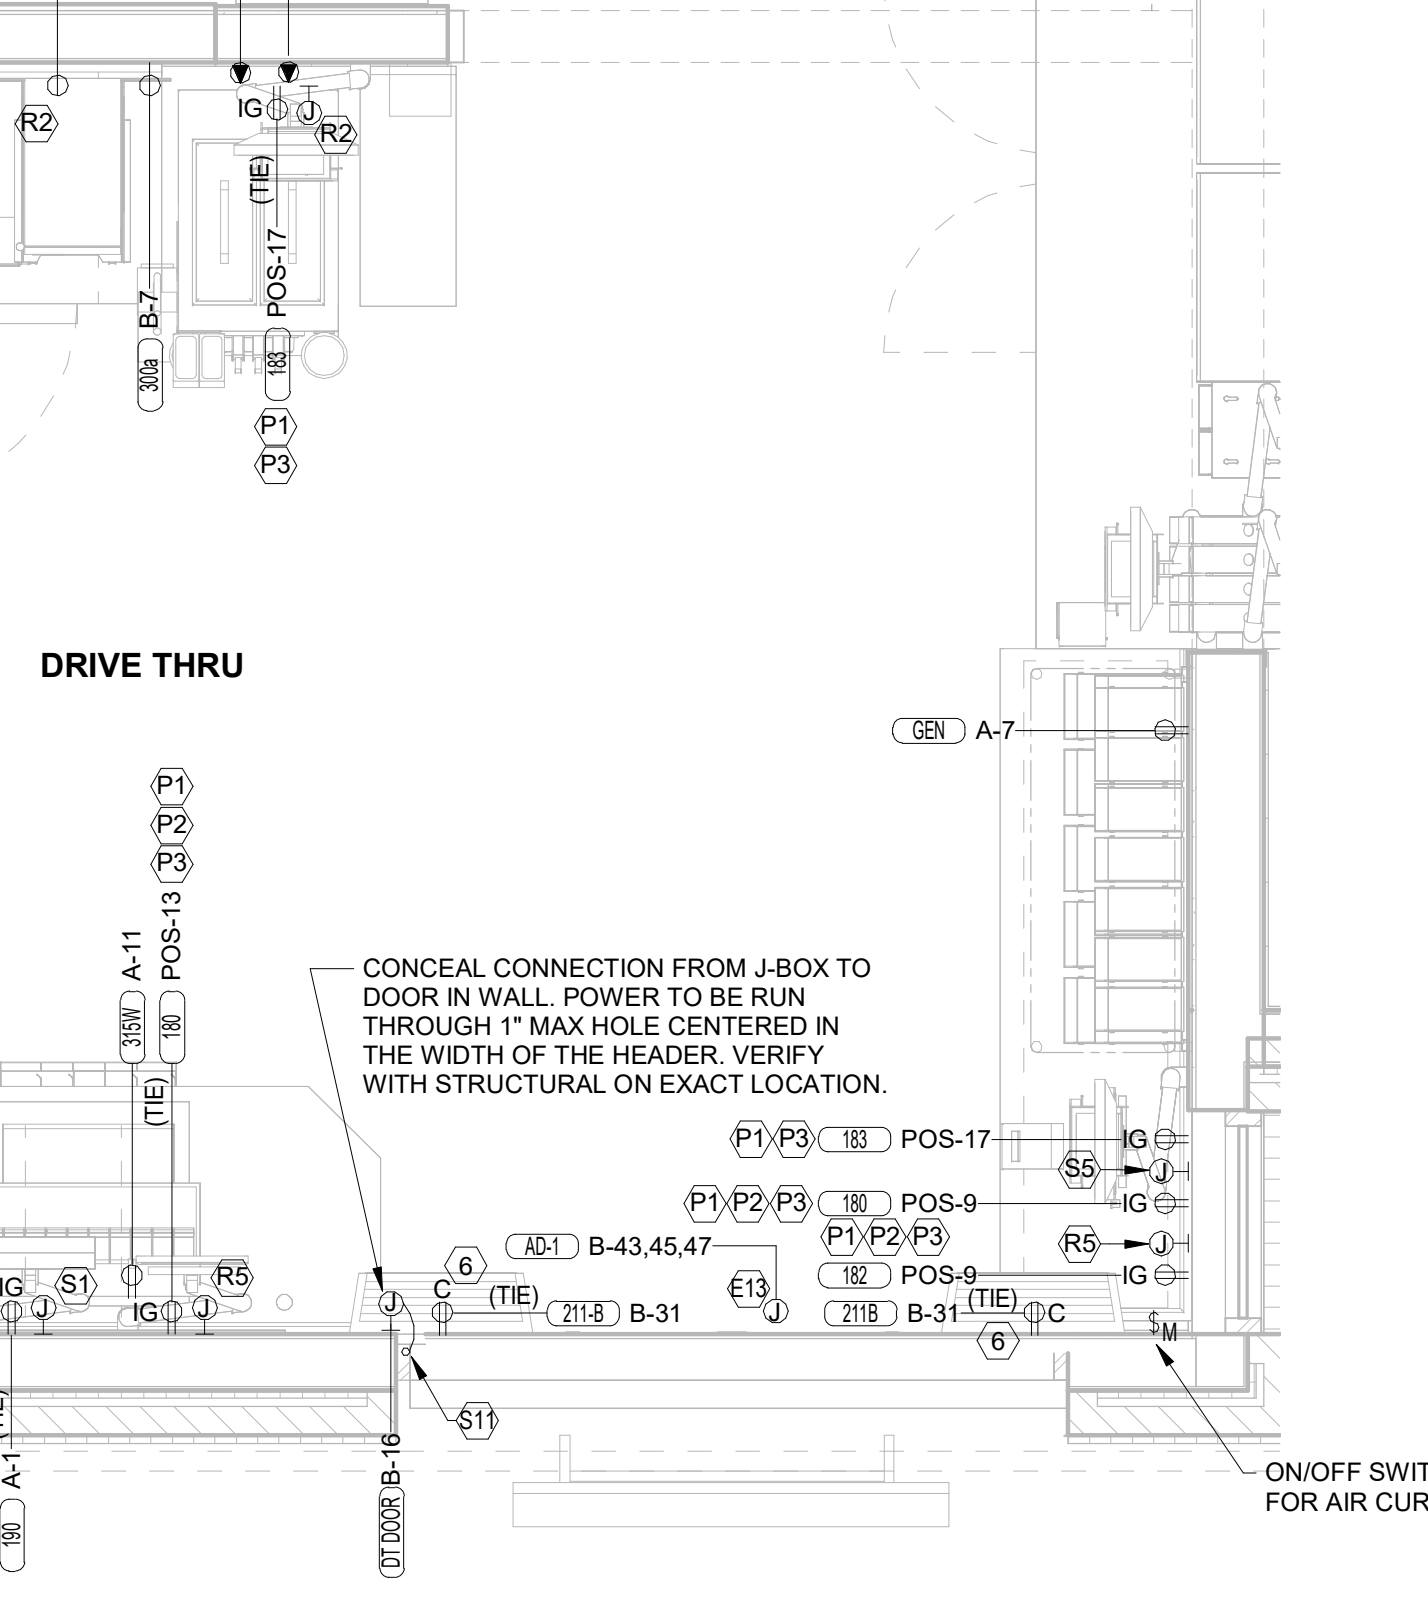 R2
IG
J
R2
(TIE)
POS-17
183
P1
P3
B-7
300a
DRIVE THRU
GEN A-7
P1
P2
P3
A-11
315W
POS-13
180
(TIE)
CONCEAL CONNECTION FROM J-BOX TO
DOOR IN WALL. POWER TO BE RUN
THROUGH 1" MAX HOLE CENTERED IN
THE WIDTH OF THE HEADER. VERIFY
WITH STRUCTURAL ON EXACT LOCATION.
P1 P3 183 POS-17 IG
S5 J
P1 P2 P3 180 POS-9 IG
P1 P2 P3
R5 J
182 POS-9 IG
AD-1 B-43,45,47
E13
J
211B B-31 (TIE) C
6
$M
6
C
(TIE)
211-B B-31
J
IG
S1
J
IG
J
R5
S11
B-16
DT DOOR
A-1
190
ON/OFF
FOR AIR